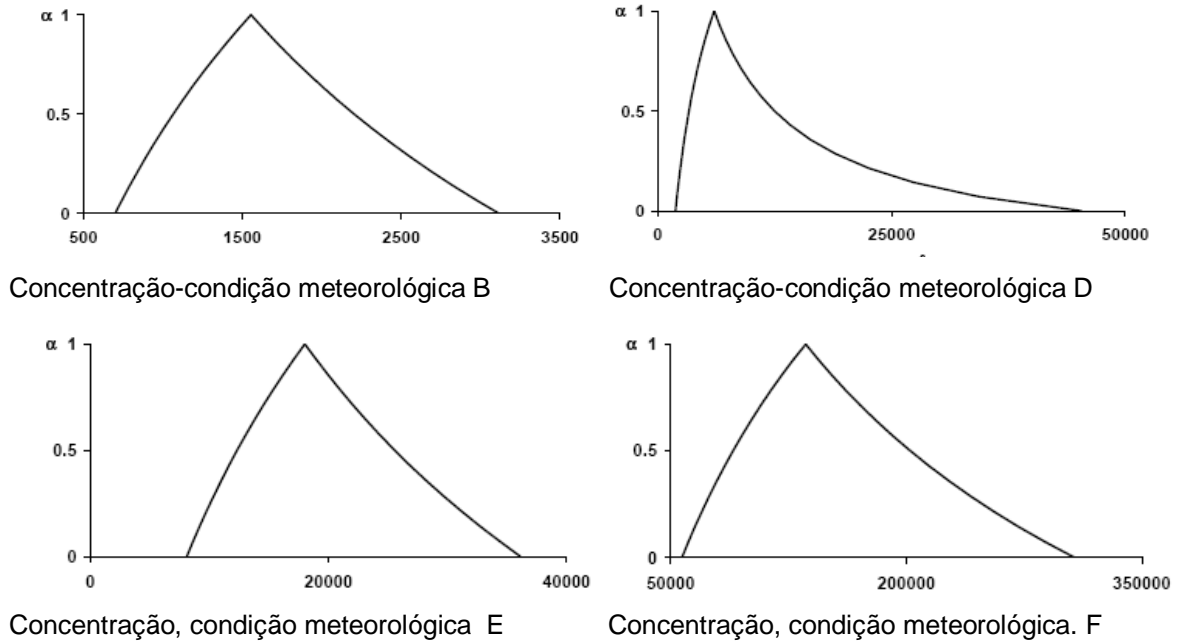 α 1
0.5
0
500 1500 2500 3500
Concentração-condição meteorológica B
α 1
0.5
0
0 25000 50000
Concentração-condição meteorológica D
α 1
0.5
0
0 20000 40000
Concentração, condição meteorológica E
α 1
0.5
0
50000 200000 350000
Concentração, condição meteorológica. F